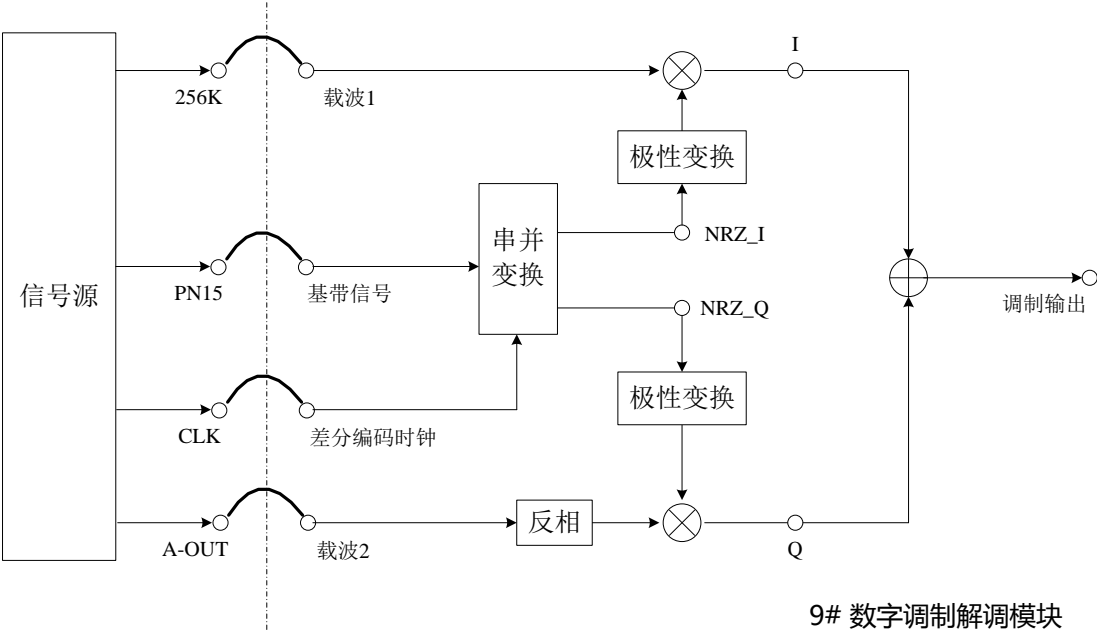 信号源
256K
载波1
I
极性变换
PN15
基带信号
串并
变换
NRZ_I
NRZ_Q
调制输出
极性变换
CLK
差分编码时钟
A-OUT
载波2
反相
Q
9# 数字调制解调模块